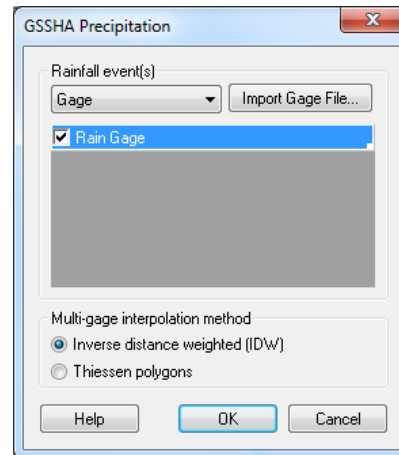 GSSHA Precipitation
Rainfall event(s)
Gage Import Gage File...
Rain Gage
Multi-gage interpolation method
Inverse distance weighted (IDW)
Thiessen polygons
Help OK Cancel